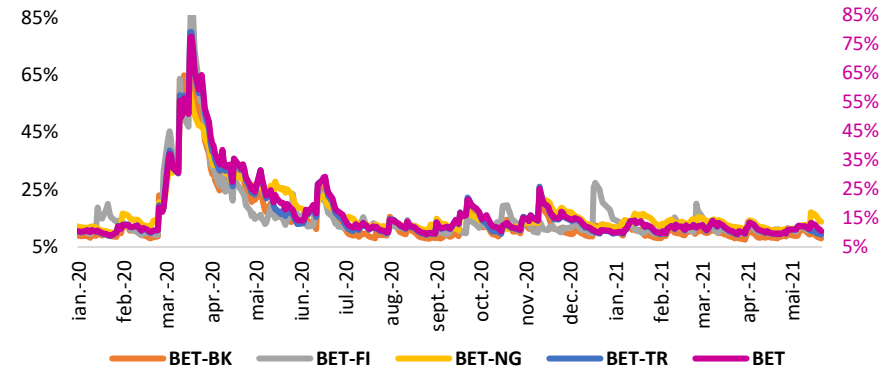 85%
65%
45%
25%
5%
85%
75%
65%
55%
45%
35%
25%
15%
5%
ian.-20
feb.-20
mar.-20
apr.-20
mai-20
iun.-20
iul.-20
aug.-20
sept.-20
oct.-20
nov.-20
dec.-20
ian.-21
feb.-21
mar.-21
apr.-21
mai-21
BET-BK BET-FI BET-NG BET-TR BET